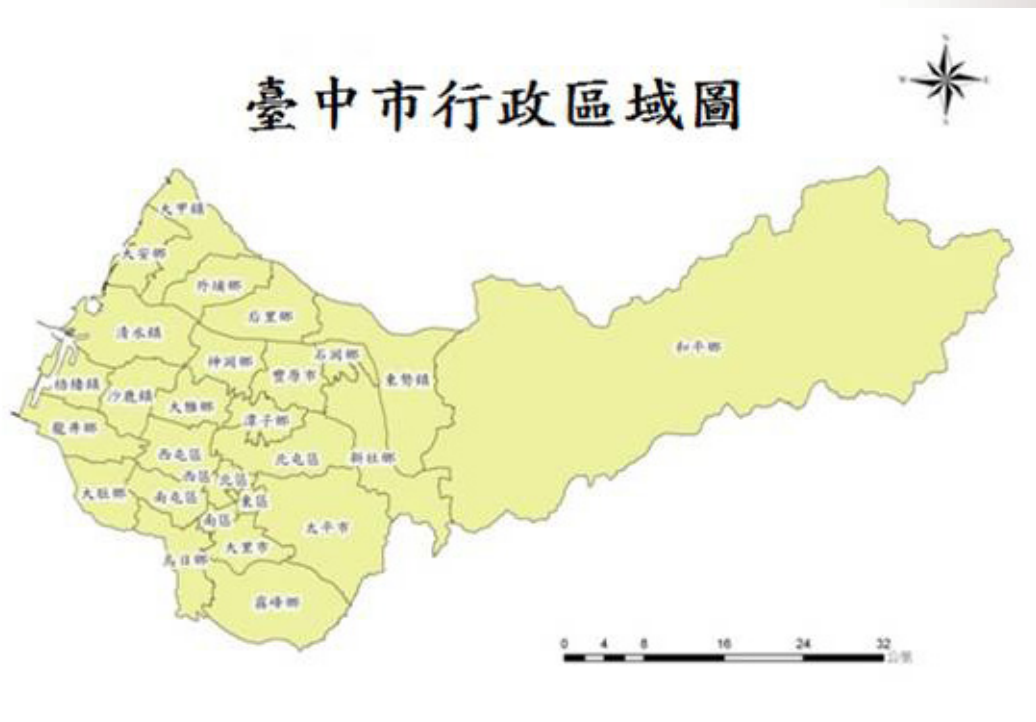 臺中市行政區域圖
N
W
E
S
大甲鎮
大安鄉
外埔鄉
后里鄉
清水鎮
神岡鄉
石岡鄉
豐原市
東勢鎮
和平鄉
梧棲鎮
沙鹿鎮
大雅鄉
潭子鄉
龍井鄉
西屯區
北屯區
新社鄉
西區
北區
大肚鄉
南屯區
東區
南區
太平市
大里市
烏日鄉
霧峰鄉
0 4 8 16 24 32
公里